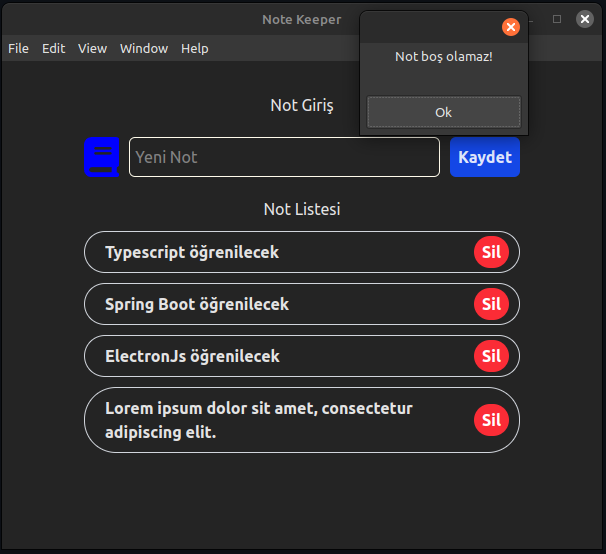 Note Keeper
File Edit View Window Help
Not boş olamaz!
Ok
Not Giriş
Yeni Not
Kaydet
Not Listesi
Typescript öğrenilecek
Sil
Spring Boot öğrenilecek
Sil
ElectronJs öğrenilecek
Sil
Lorem ipsum dolor sit amet, consectetur
adipiscing elit.
Sil